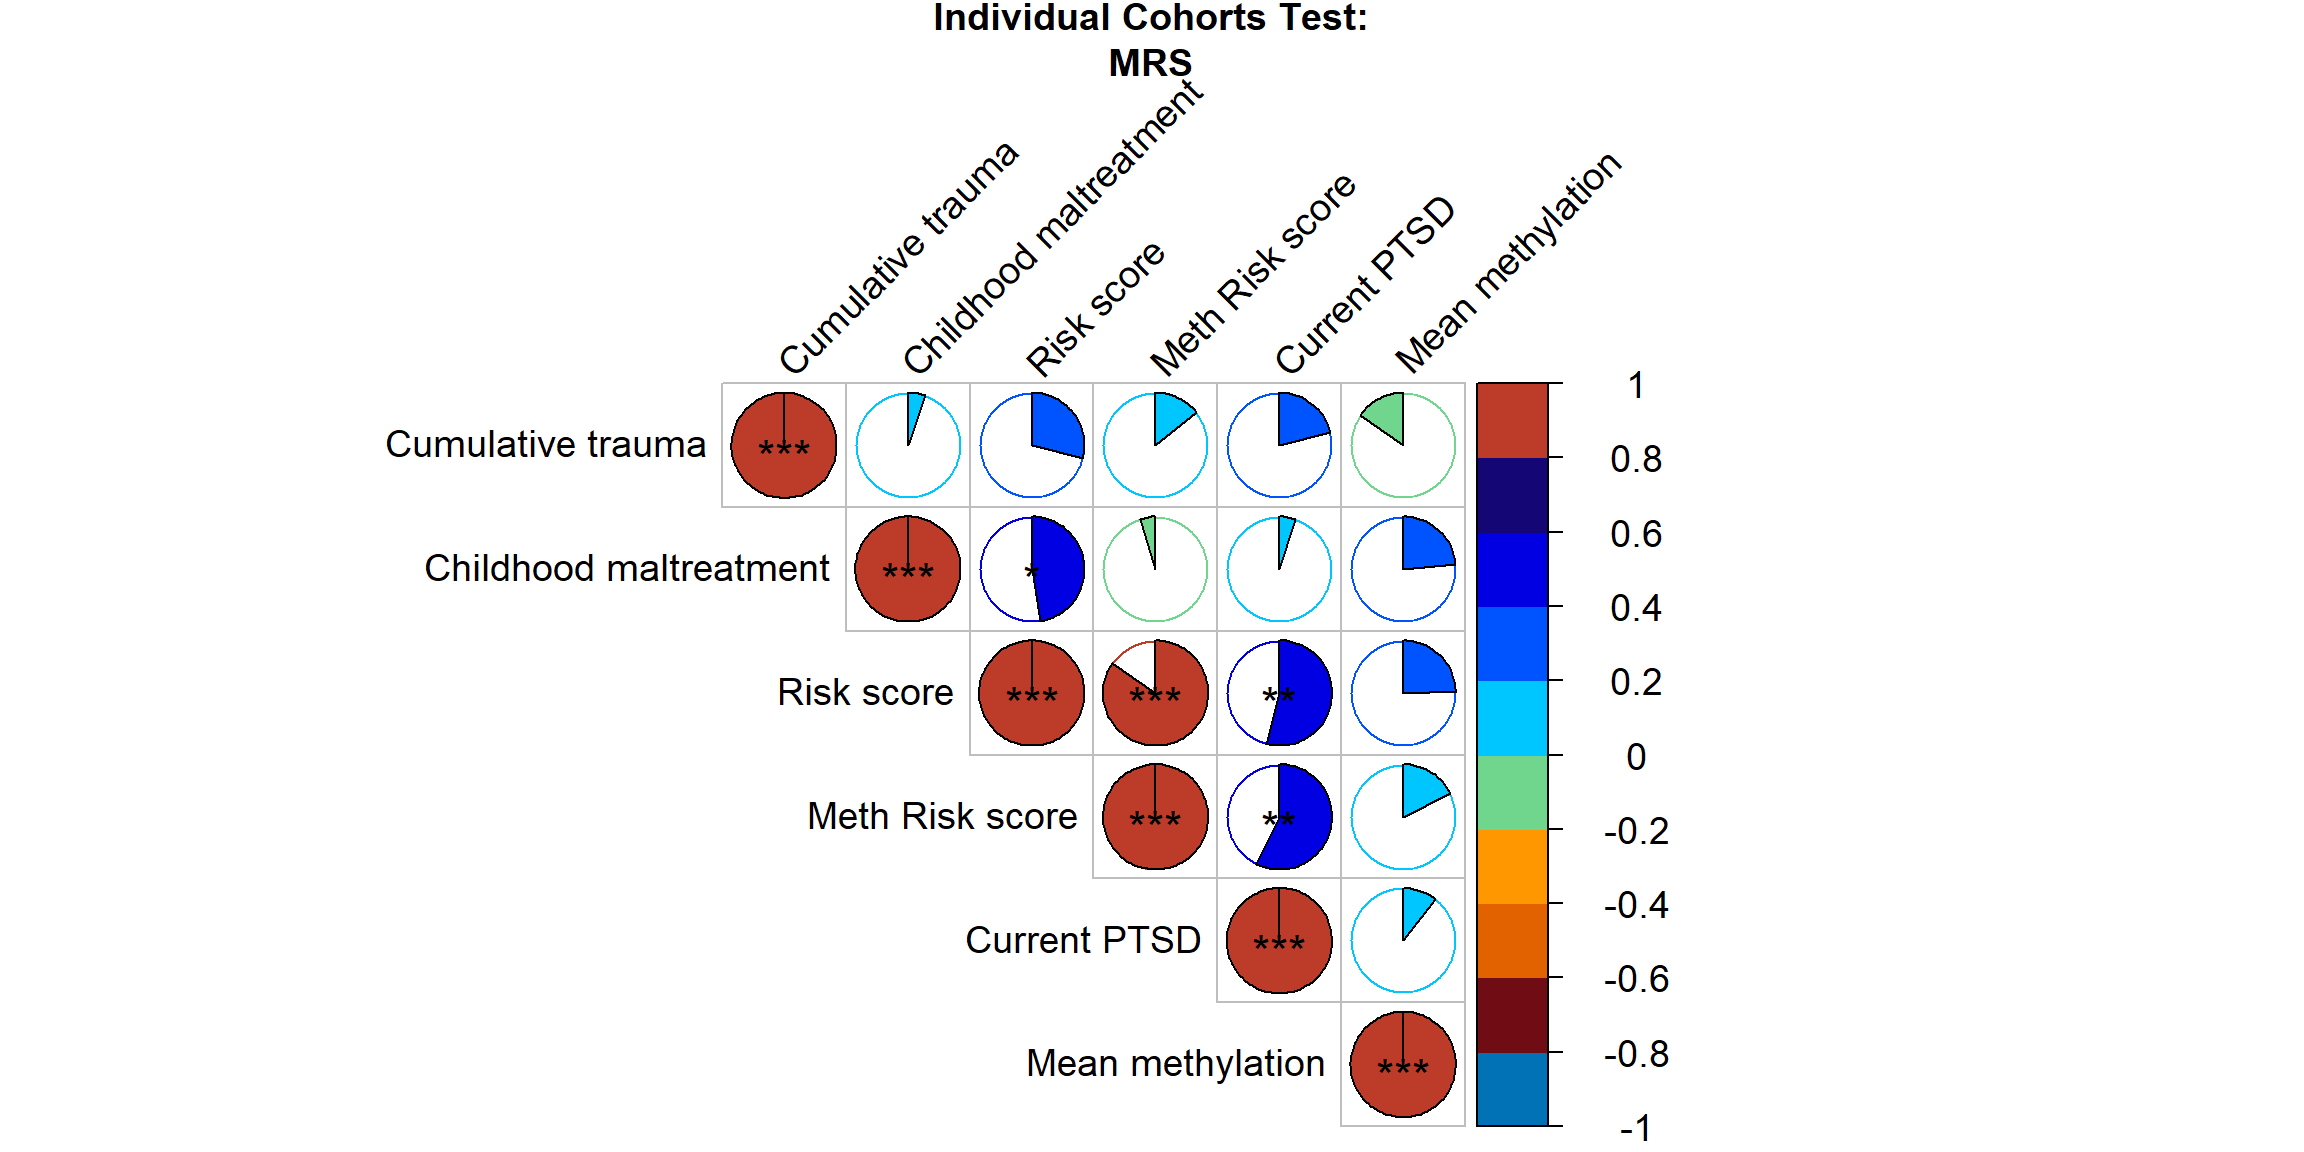 Individual Cohorts Test:
MRS
Cumulative trauma
Childhood maltreatment
Risk score
Meth Risk score
Current PTSD
Mean methylation
Cumulative trauma
***
Childhood maltreatment
***
*
Risk score
***
***
**
Meth Risk score
***
**
Current PTSD
***
Mean methylation
***
1
0.8
0.6
0.4
0.2
0
-0.2
-0.4
-0.6
-0.8
-1